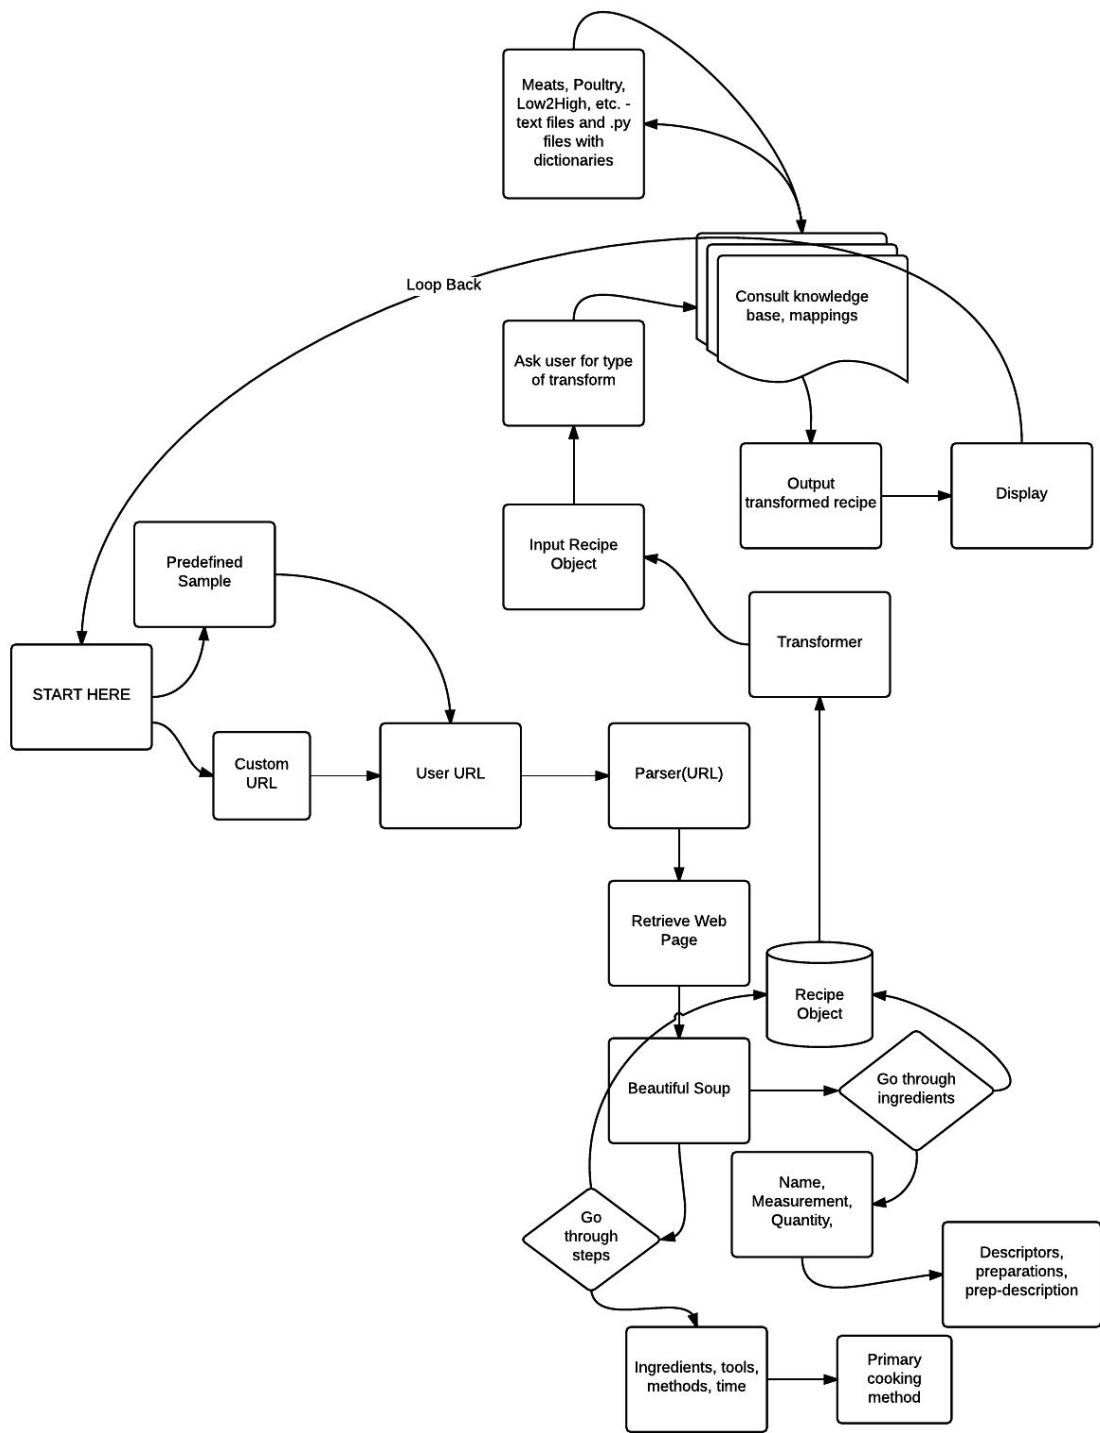 Meats, Poultry,
Low2High, etc. -
text files and .py
files with
dictionaries
Loop Back
Consult knowledge
base, mappings
Ask user for type
of transform
Output
transformed recipe
Display
Input Recipe
Object
Predefined
Sample
Transformer
START HERE
Custom
URL
User URL
Parser(URL)
Retrieve Web
Page
Recipe
Object
Beautiful Soup
Go through
ingredients
Name,
Measurement,
Quantity,
Go
through
steps
Descriptors,
preparations,
prep-description
Ingredients, tools,
methods, time
Primary
cooking
method